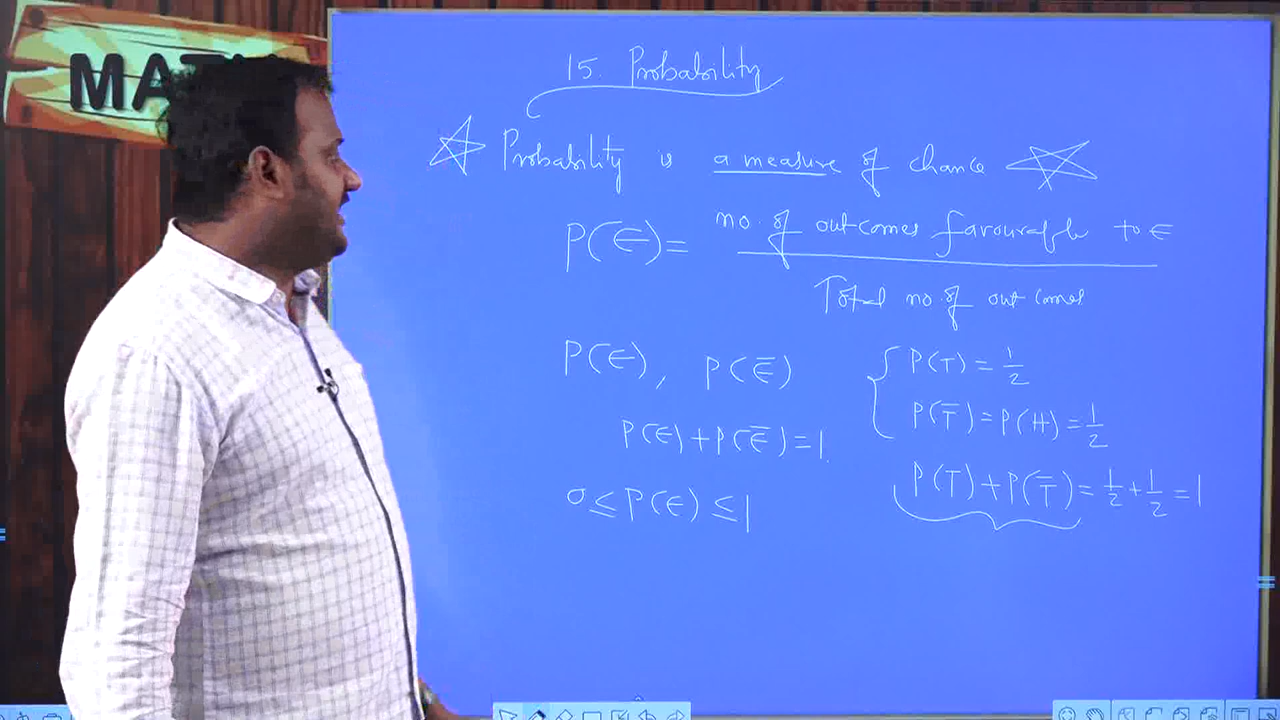 MAT
15. Probability
Probability is a measure of chance
P(E)= no. of outcomes favourable to E
Total no. of outcomes
P(E), P(E̅)
P(E)+P(E̅)=1.
0≤P(E)≤1
P(T)=1/2
P(T̅)=P(H)=1/2
P(T)+P(T̅)=1/2+1/2=1